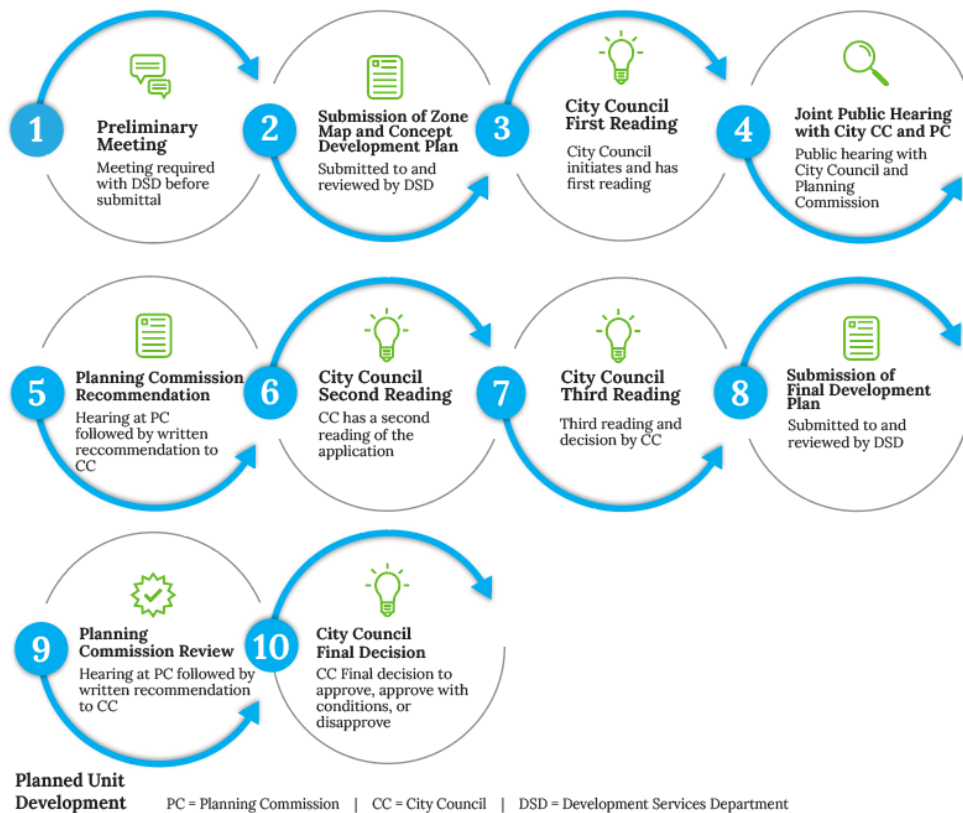 1
Preliminary
Meeting
Meeting required
with DSD before
submittal
2
Submission of Zone
Map and Concept
Development Plan
Submitted to and
reviewed by DSD
3
City Council
First Reading
City Council
initiates and has
first reading
4
Joint Public Hearing
with City CC and PC
Public hearing with
City Council and
Planning
Commission
5
Planning Commission
Recommendation
Hearing at PC
followed by written
reccommendation to
CC
6
City Council
Second Reading
CC has a second
reading of the
application
7
City Council
Third Reading
Third reading and
decision by CC
8
Submission of
Final Development
Plan
Submitted to and
reviewed by DSD
9
Planning
Commission Review
Hearing at PC followed by
written recommendation
to CC
10
City Council
Final Decision
CC Final decision to
approve, approve with
conditions, or
disapprove
Planned Unit
Development
PC = Planning Commission | CC = City Council | DSD = Development Services Department